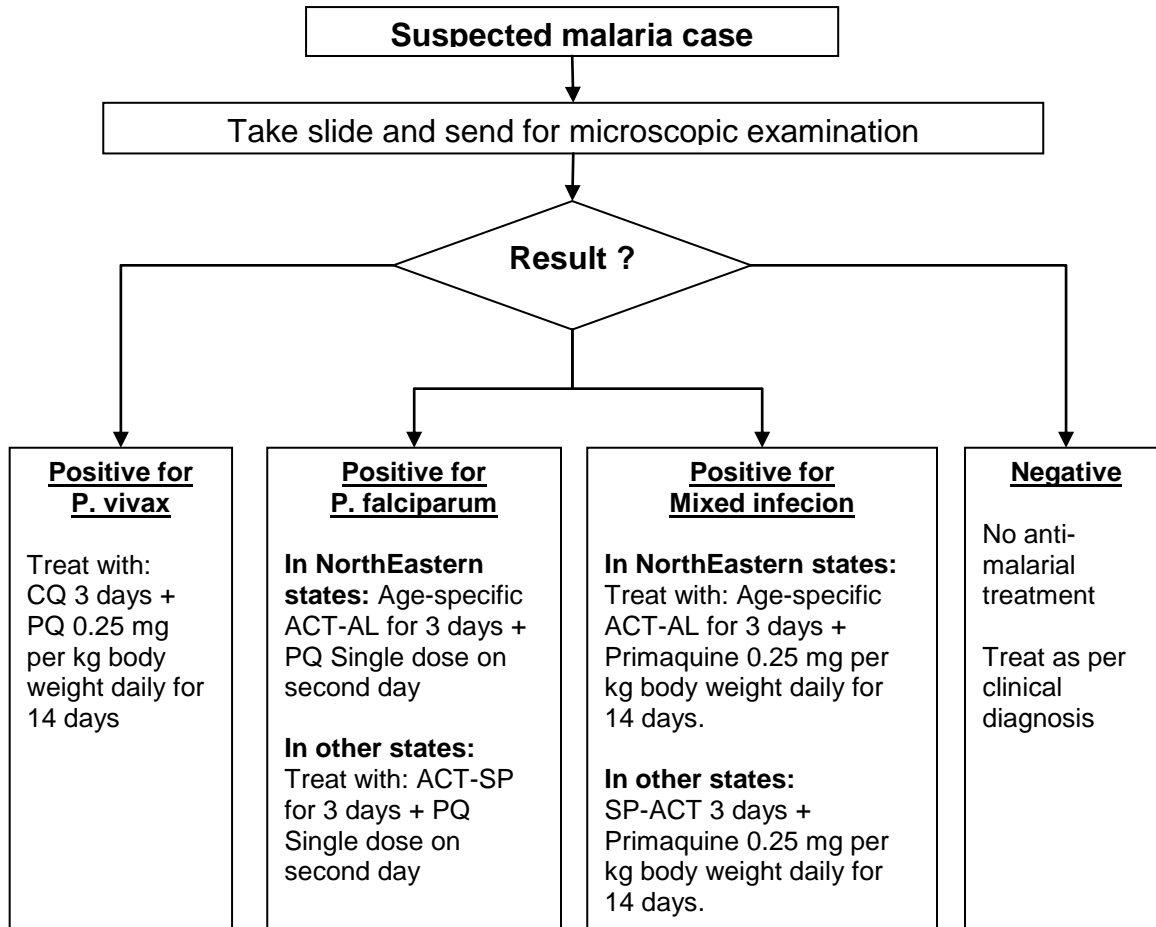 Suspected malaria case
Take slide and send for microscopic examination
Result ?
Positive for
P. vivax
Treat with:
CQ 3 days +
PQ 0.25 mg
per kg body
weight daily for
14 days
Positive for
P. falciparum
In NorthEastern
states: Age-specific
ACT-AL for 3 days +
PQ Single dose on
second day
In other states:
Treat with: ACT-SP
for 3 days + PQ
Single dose on
second day
Positive for
Mixed infecion
In NorthEastern states:
Treat with: Age-specific
ACT-AL for 3 days +
Primaquine 0.25 mg per
kg body weight daily for
14 days.
In other states:
SP-ACT 3 days +
Primaquine 0.25 mg per
kg body weight daily for
14 days.
Negative
No anti-
malarial
treatment
Treat as per
clinical
diagnosis